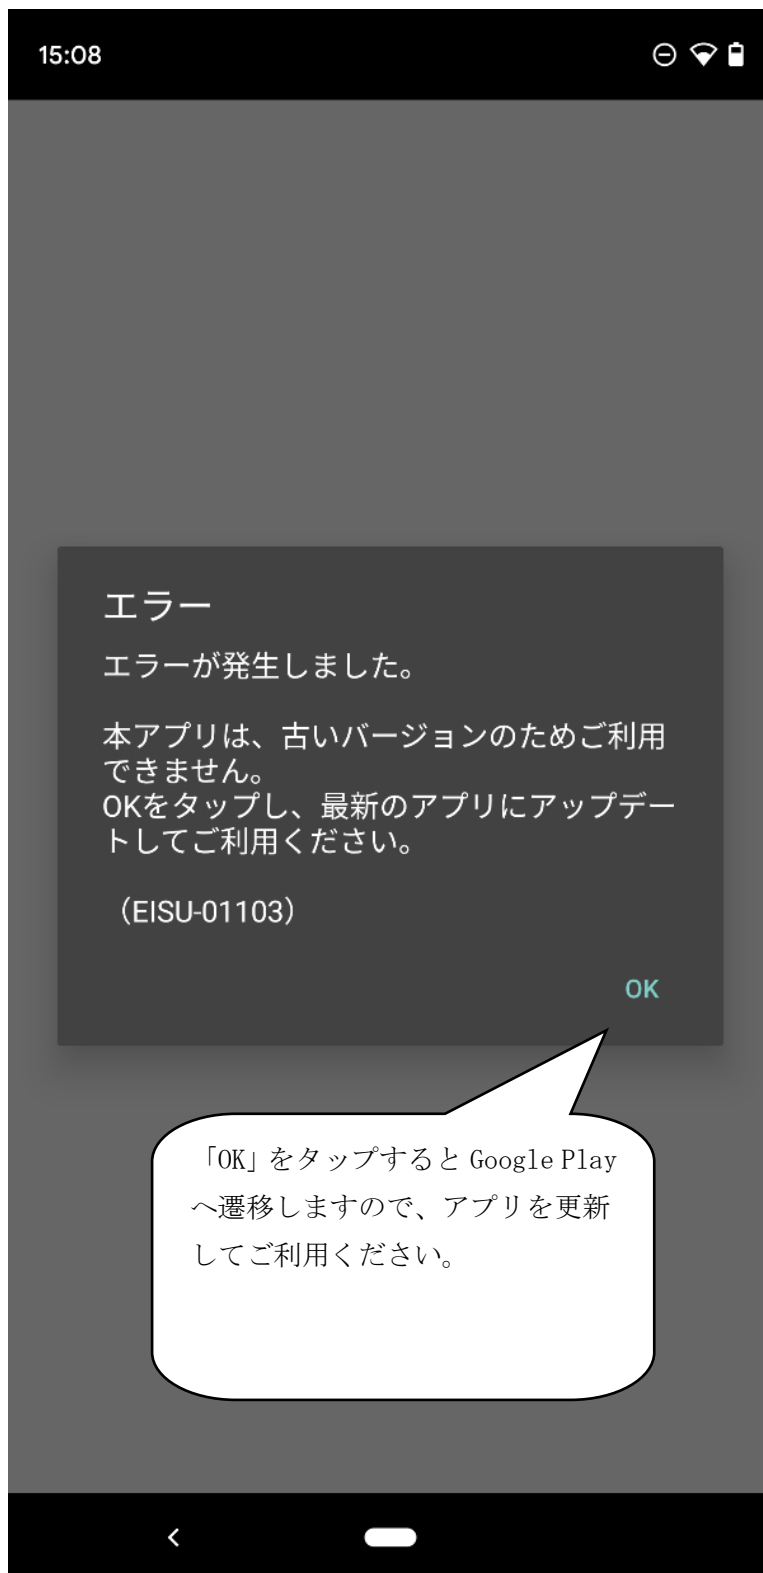 15:08
エラー
エラーが発生しました。
本アプリは、古いバージョンのためご利用
できません。
OKをタップし、最新のアプリにアップデー
トしてご利用ください。
（EISU-01103）
OK
「OK」をタップすると Google Play
へ遷移しますので、アプリを更新
してご利用ください。